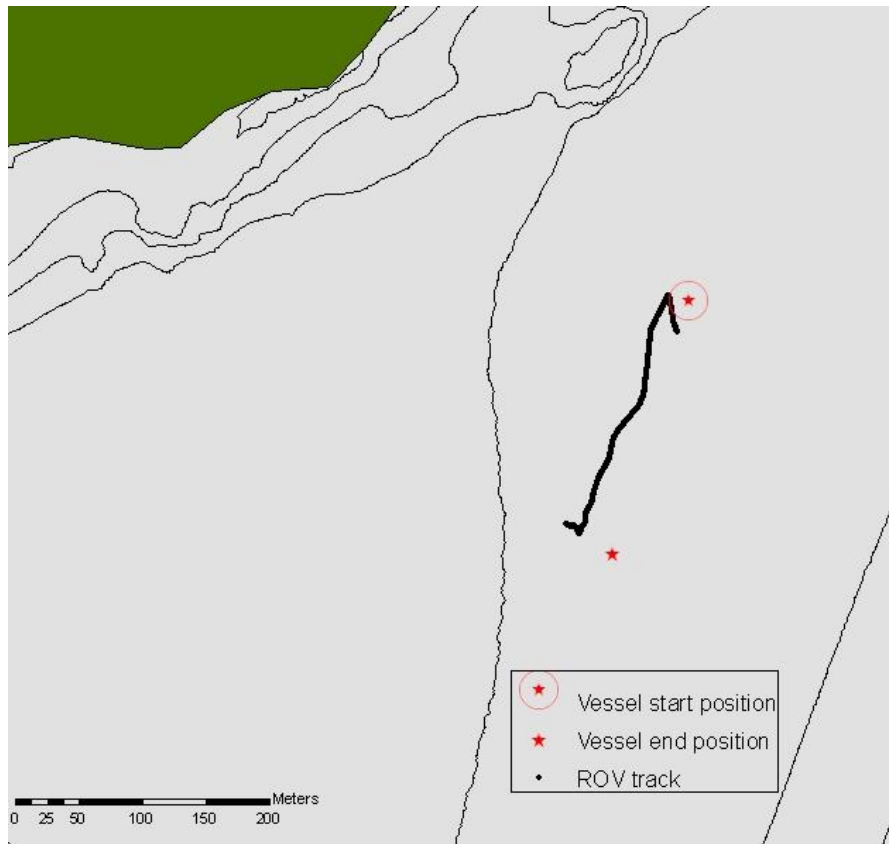 Vessel start position
Vessel end position
ROV track
Meters
0 25 50 100 150 200